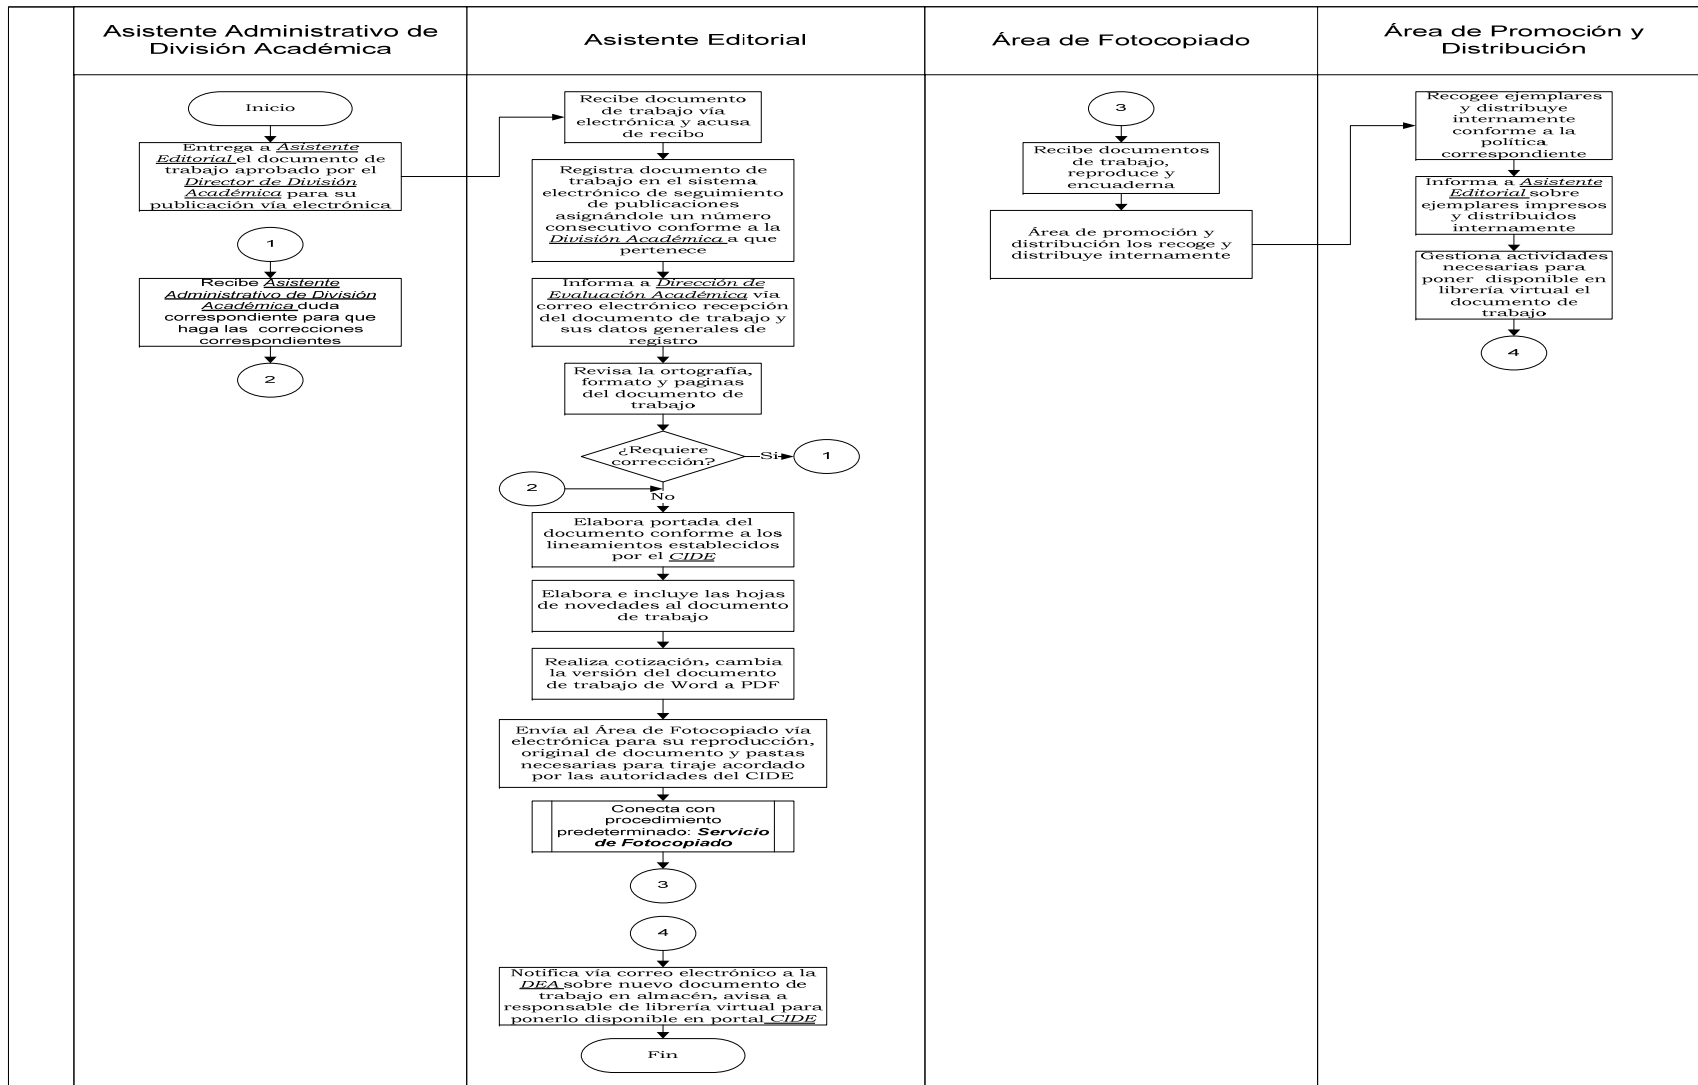 Asistente Administrativo de
División Académica
Asistente Editorial
Área de Fotocopiado
Área de Promoción y
Distribución
Inicio
Entrega a Asistente
Editorial el documento de
trabajo aprobado por el
Director de División
Académica para su
publicación vía electrónica
1
Recibe Asistente
Administrativo de División
Académica duda
correspondiente para que
haga las correcciones
correspondientes
2
Recibe documento
de trabajo vía
electrónica y acusa
de recibo
Registra documento de
trabajo en el sistema
electrónico de seguimiento
de publicaciones
asignándole un número
consecutivo conforme a la
División Académica a que
pertenece
Informa a Dirección de
Evaluación Académica vía
correo electrónico recepción
del documento de trabajo y
sus datos generales de
registro
Revisa la ortografía,
formato y paginas
del documento de
trabajo
¿Requiere
corrección?
Si
1
2
No
Elabora portada del
documento conforme a los
lineamientos establecidos
por el CIDE
Elabora e incluye las hojas
de novedades al documento
de trabajo
Realiza cotización, cambia
la versión del documento
de trabajo de Word a PDF
Envía al Área de Fotocopiado vía
electrónica para su reproducción,
original de documento y pastas
necesarias para tiraje acordado
por las autoridades del CIDE
Conecta con
procedimiento
predeterminado: Servicio
de Fotocopiado
3
4
Notifica vía correo electrónico a la
DEA sobre nuevo documento de
trabajo en almacén, avisa a
responsable de librería virtual para
ponerlo disponible en portal CIDE
Fin
3
Recibe documentos
de trabajo,
reproduce y
encuaderna
Área de promoción y
distribución los recoge y
distribuye internamente
Recogee ejemplares
y distribuye
internamente
conforme a la
política
correspondiente
Informa a Asistente
Editorial sobre
ejemplares impresos
y distribuidos
internamente
Gestiona actividades
necesarias para
poner disponible en
librería virtual el
documento de
trabajo
4